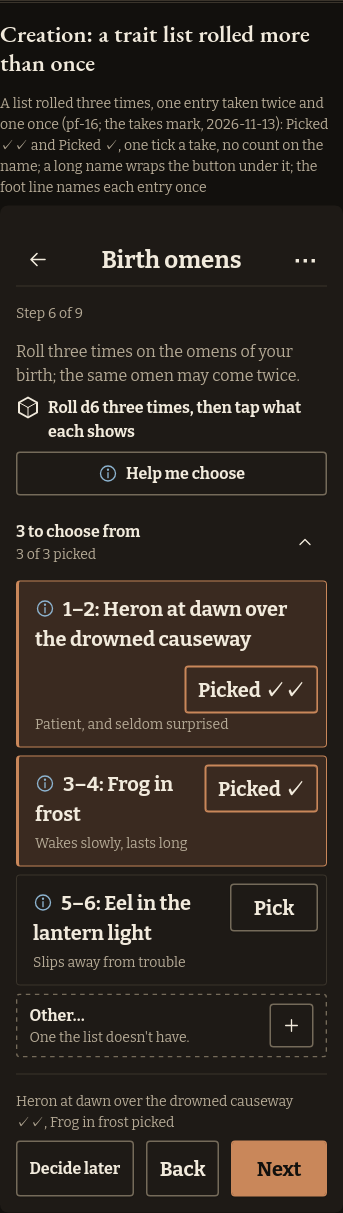 Creation: a trait list rolled more
than once
A list rolled three times, one entry taken twice and
one once (pf-16; the takes mark, 2026-11-13): Picked
✓✓ and Picked ✓, one tick a take, no count on the
name; a long name wraps the button under it; the
foot line names each entry once
← Birth omens ...
Step 6 of 9
Roll three times on the omens of your
birth; the same omen may come twice.
Roll d6 three times, then tap what
each shows
Help me choose
3 to choose from
3 of 3 picked
1–2: Heron at dawn over
the drowned causeway
Picked ✓✓
Patient, and seldom surprised
3–4: Frog in
frost
Picked ✓
Wakes slowly, lasts long
5–6: Eel in the
lantern light
Pick
Slips away from trouble
Other...
One the list doesn't have.
+
Heron at dawn over the drowned causeway
✓✓, Frog in frost picked
Decide later Back Next